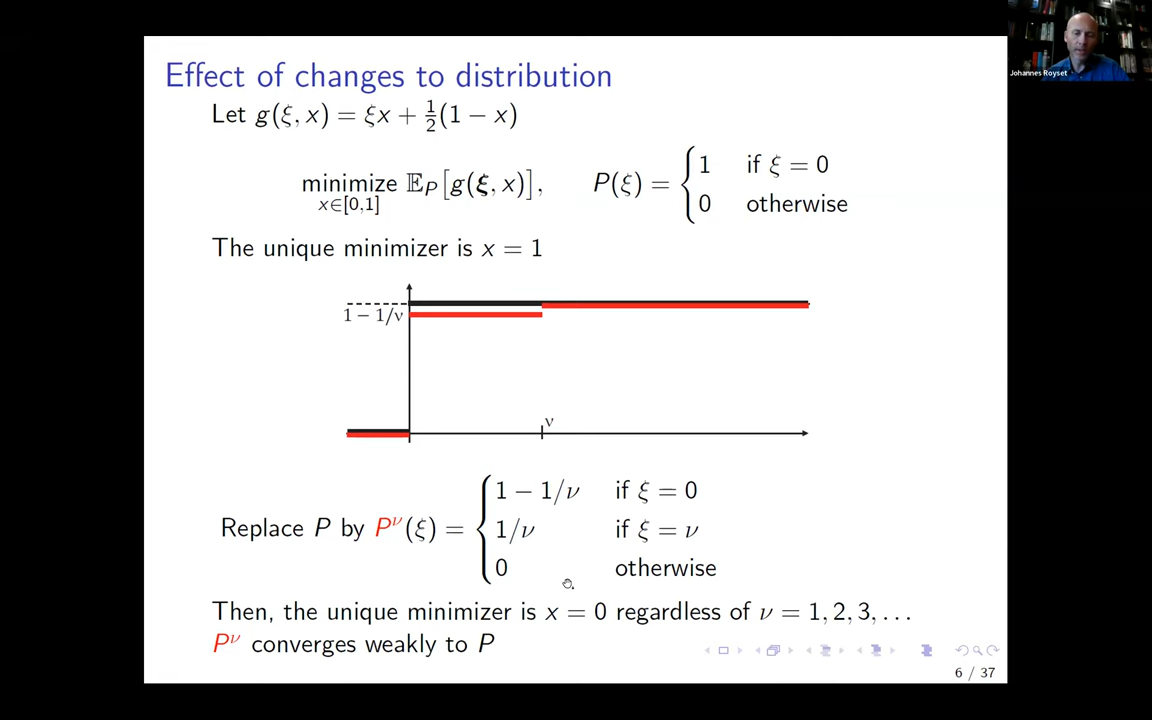 Effect of changes to distribution
Johannes Royset
Let g(ξ, x) = ξx + ½(1 − x)
minimize 𝔼_P[g(ξ, x)],  P(ξ) = { 1 if ξ = 0
x∈[0,1]  0 otherwise
The unique minimizer is x = 1
1 − 1/ν
ν
Replace P by P^ν(ξ) = { 1 − 1/ν if ξ = 0
1/ν if ξ = ν
0 otherwise
Then, the unique minimizer is x = 0 regardless of ν = 1, 2, 3, . . .
P^ν converges weakly to P
6 / 37